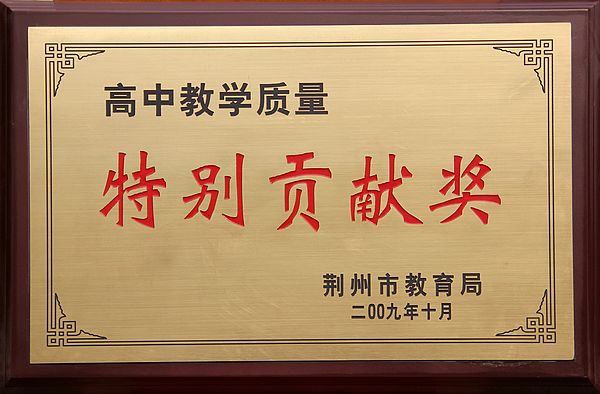 高中教学质量
特别贡献奖
荆州市教育局
二00九年十月